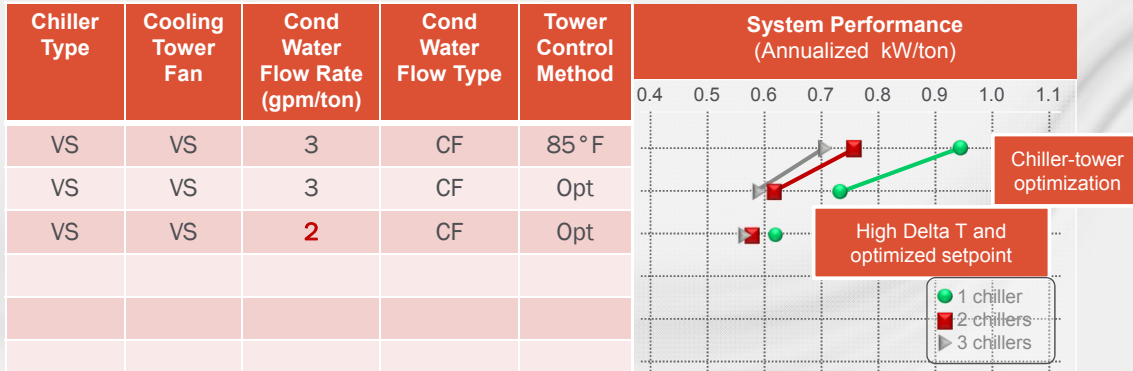 Chiller
Type
Cooling
Tower
Fan
Cond
Water
Flow Rate
(gpm/ton)
Cond
Water
Flow Type
Tower
Control
Method
System Performance
(Annualized kW/ton)
0.4 0.5 0.6 0.7 0.8 0.9 1.0 1.1
VS VS 3 CF 85°F
VS VS 3 CF Opt
VS VS 2 CF Opt
Chiller-tower
optimization
High Delta T and
optimized setpoint
1 chiller
2 chillers
3 chillers